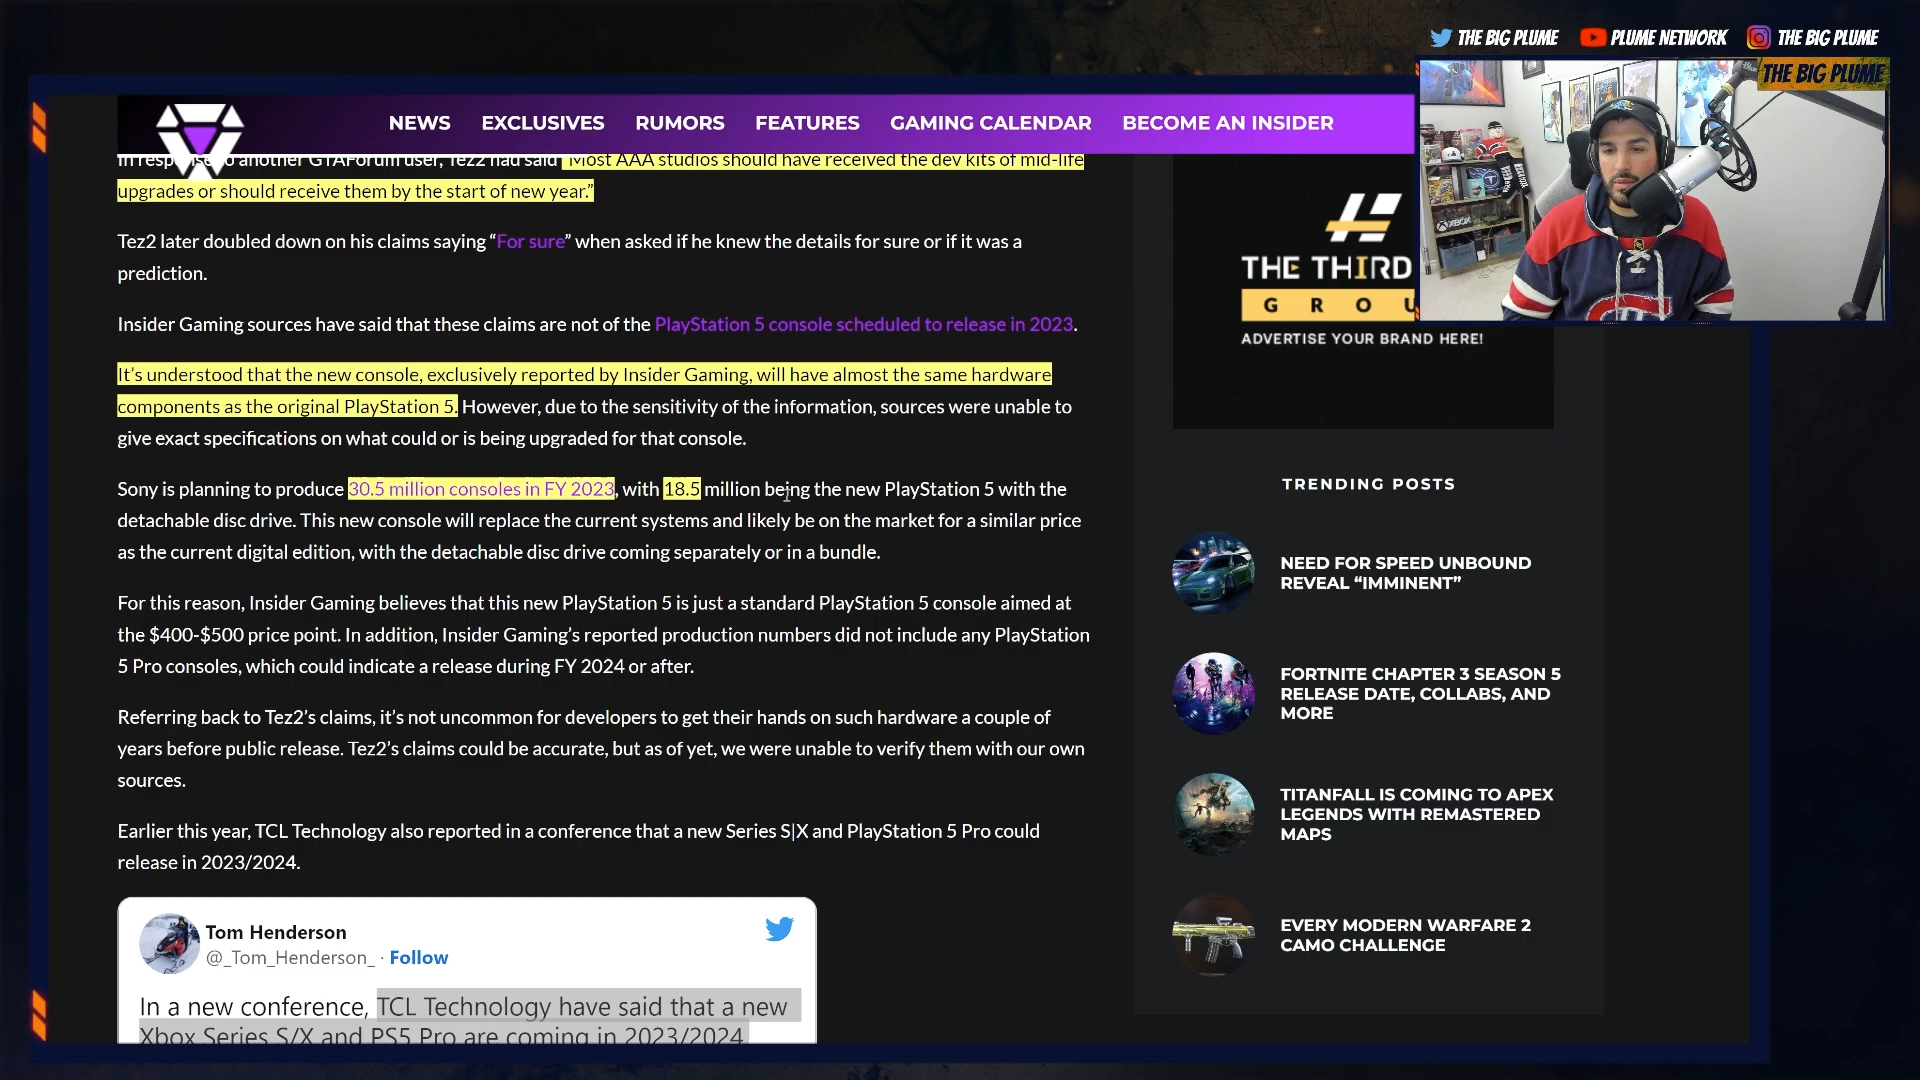 THE BIG PLUME
PLUME NETWORK
THE BIG PLUME
THE BIG PLUME
NEWS
EXCLUSIVES
RUMORS
FEATURES
GAMING CALENDAR
BECOME AN INSIDER
In response to another GTAForum user, Tez2 had said “Most AAA studios should have received the dev kits of mid-life
upgrades or should receive them by the start of new year.”
Tez2 later doubled down on his claims saying “For sure” when asked if he knew the details for sure or if it was a
prediction.
Insider Gaming sources have said that these claims are not of the PlayStation 5 console scheduled to release in 2023.
It’s understood that the new console, exclusively reported by Insider Gaming, will have almost the same hardware
components as the original PlayStation 5. However, due to the sensitivity of the information, sources were unable to
give exact specifications on what could or is being upgraded for that console.
Sony is planning to produce 30.5 million consoles in FY 2023, with 18.5 million being the new PlayStation 5 with the
detachable disc drive. This new console will replace the current systems and likely be on the market for a similar price
as the current digital edition, with the detachable disc drive coming separately or in a bundle.
For this reason, Insider Gaming believes that this new PlayStation 5 is just a standard PlayStation 5 console aimed at
the $400-$500 price point. In addition, Insider Gaming’s reported production numbers did not include any PlayStation
5 Pro consoles, which could indicate a release during FY 2024 or after.
Referring back to Tez2’s claims, it’s not uncommon for developers to get their hands on such hardware a couple of
years before public release. Tez2’s claims could be accurate, but as of yet, we were unable to verify them with our own
sources.
Earlier this year, TCL Technology also reported in a conference that a new Series S|X and PlayStation 5 Pro could
release in 2023/2024.
Tom Henderson
@_Tom_Henderson_ · Follow
In a new conference, TCL Technology have said that a new
Xbox Series S/X and PS5 Pro are coming in 2023/2024
THE THIRD
GROU
ADVERTISE YOUR BRAND HERE!
TRENDING POSTS
NEED FOR SPEED UNBOUND
REVEAL “IMMINENT”
FORTNITE CHAPTER 3 SEASON 5
RELEASE DATE, COLLABS, AND
MORE
TITANFALL IS COMING TO APEX
LEGENDS WITH REMASTERED
MAPS
EVERY MODERN WARFARE 2
CAMO CHALLENGE
XBOX